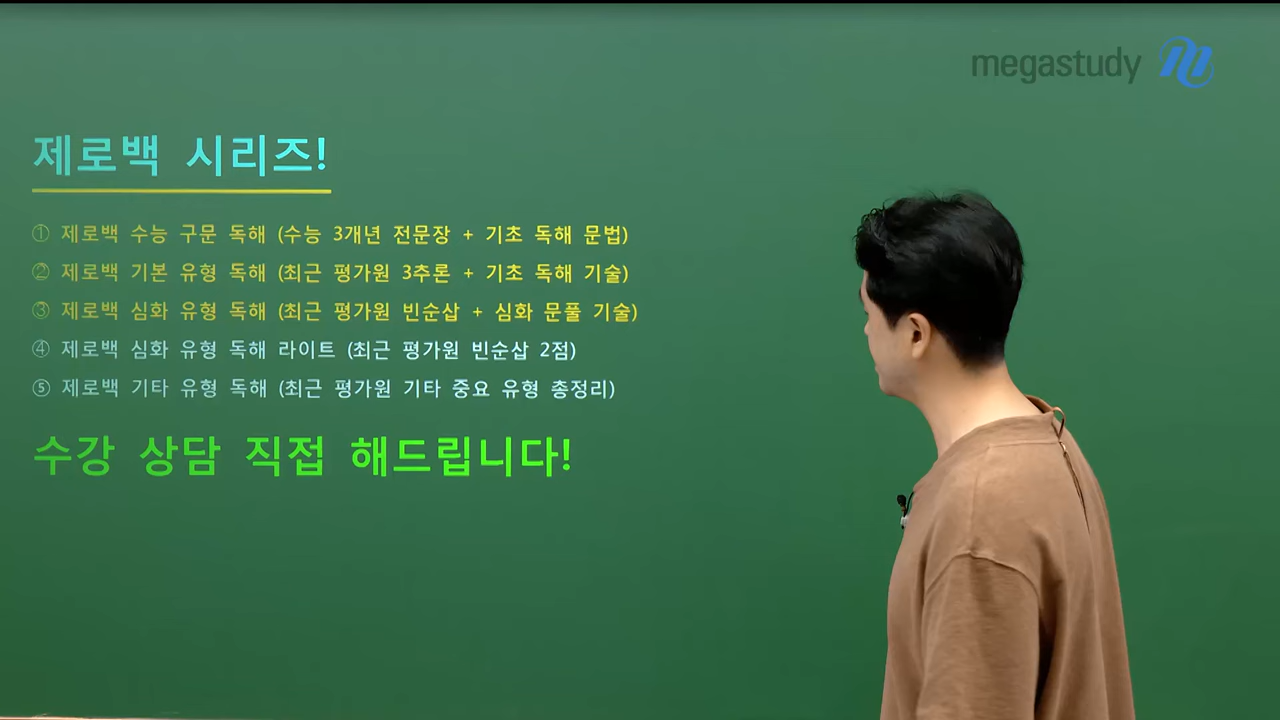 megastudy
제로백 시리즈!
① 제로백 수능 구문 독해 (수능 3개년 전문장 + 기초 독해 문법)
② 제로백 기본 유형 독해 (최근 평가원 3추론 + 기초 독해 기술)
③ 제로백 심화 유형 독해 (최근 평가원 빈순삽 + 심화 문풀 기술)
④ 제로백 심화 유형 독해 라이트 (최근 평가원 빈순삽 2점)
⑤ 제로백 기타 유형 독해 (최근 평가원 기타 중요 유형 총정리)
수강 상담 직접 해드립니다!